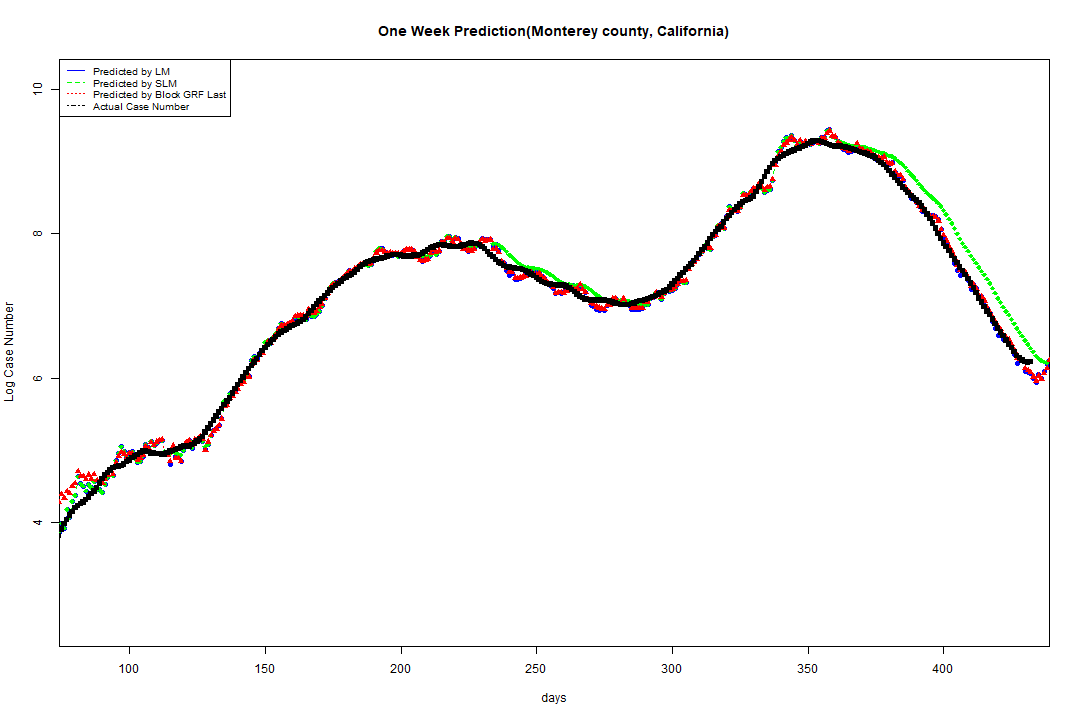 One Week Prediction(Monterey county, California)
Predicted by LM
Predicted by SLM
Predicted by Block GRF Last
Actual Case Number
10
8
6
4
Log Case Number
100 150 200 250 300 350 400
days